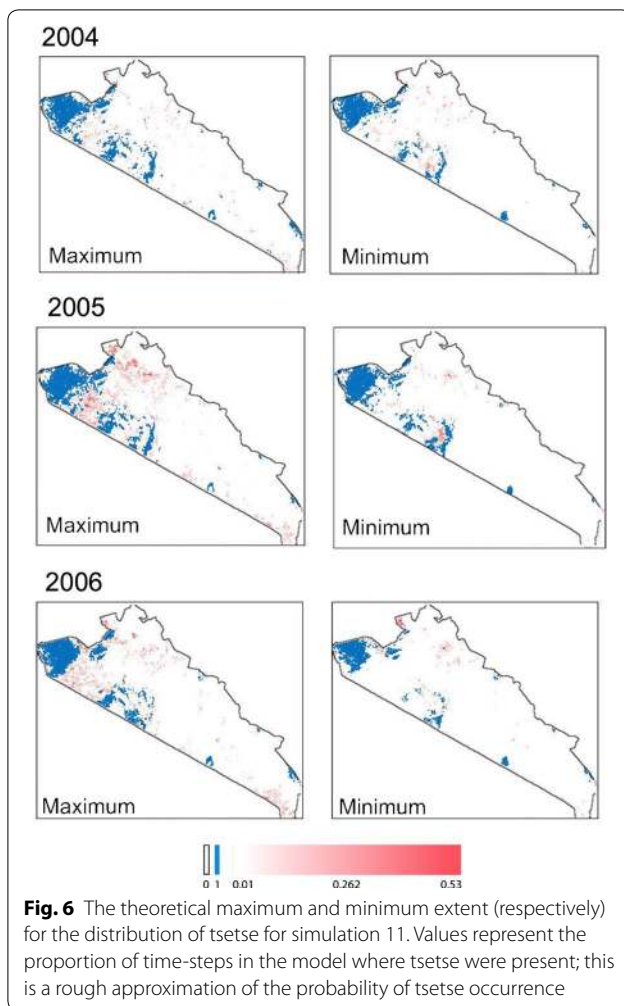 2004
Maximum
Minimum
2005
Maximum
Minimum
2006
Maximum
Minimum
0 1 0.01 0.262 0.53
Fig. 6 The theoretical maximum and minimum extent (respectively)
for the distribution of tsetse for simulation 11. Values represent the
proportion of time-steps in the model where tsetse were present; this
is a rough approximation of the probability of tsetse occurrence